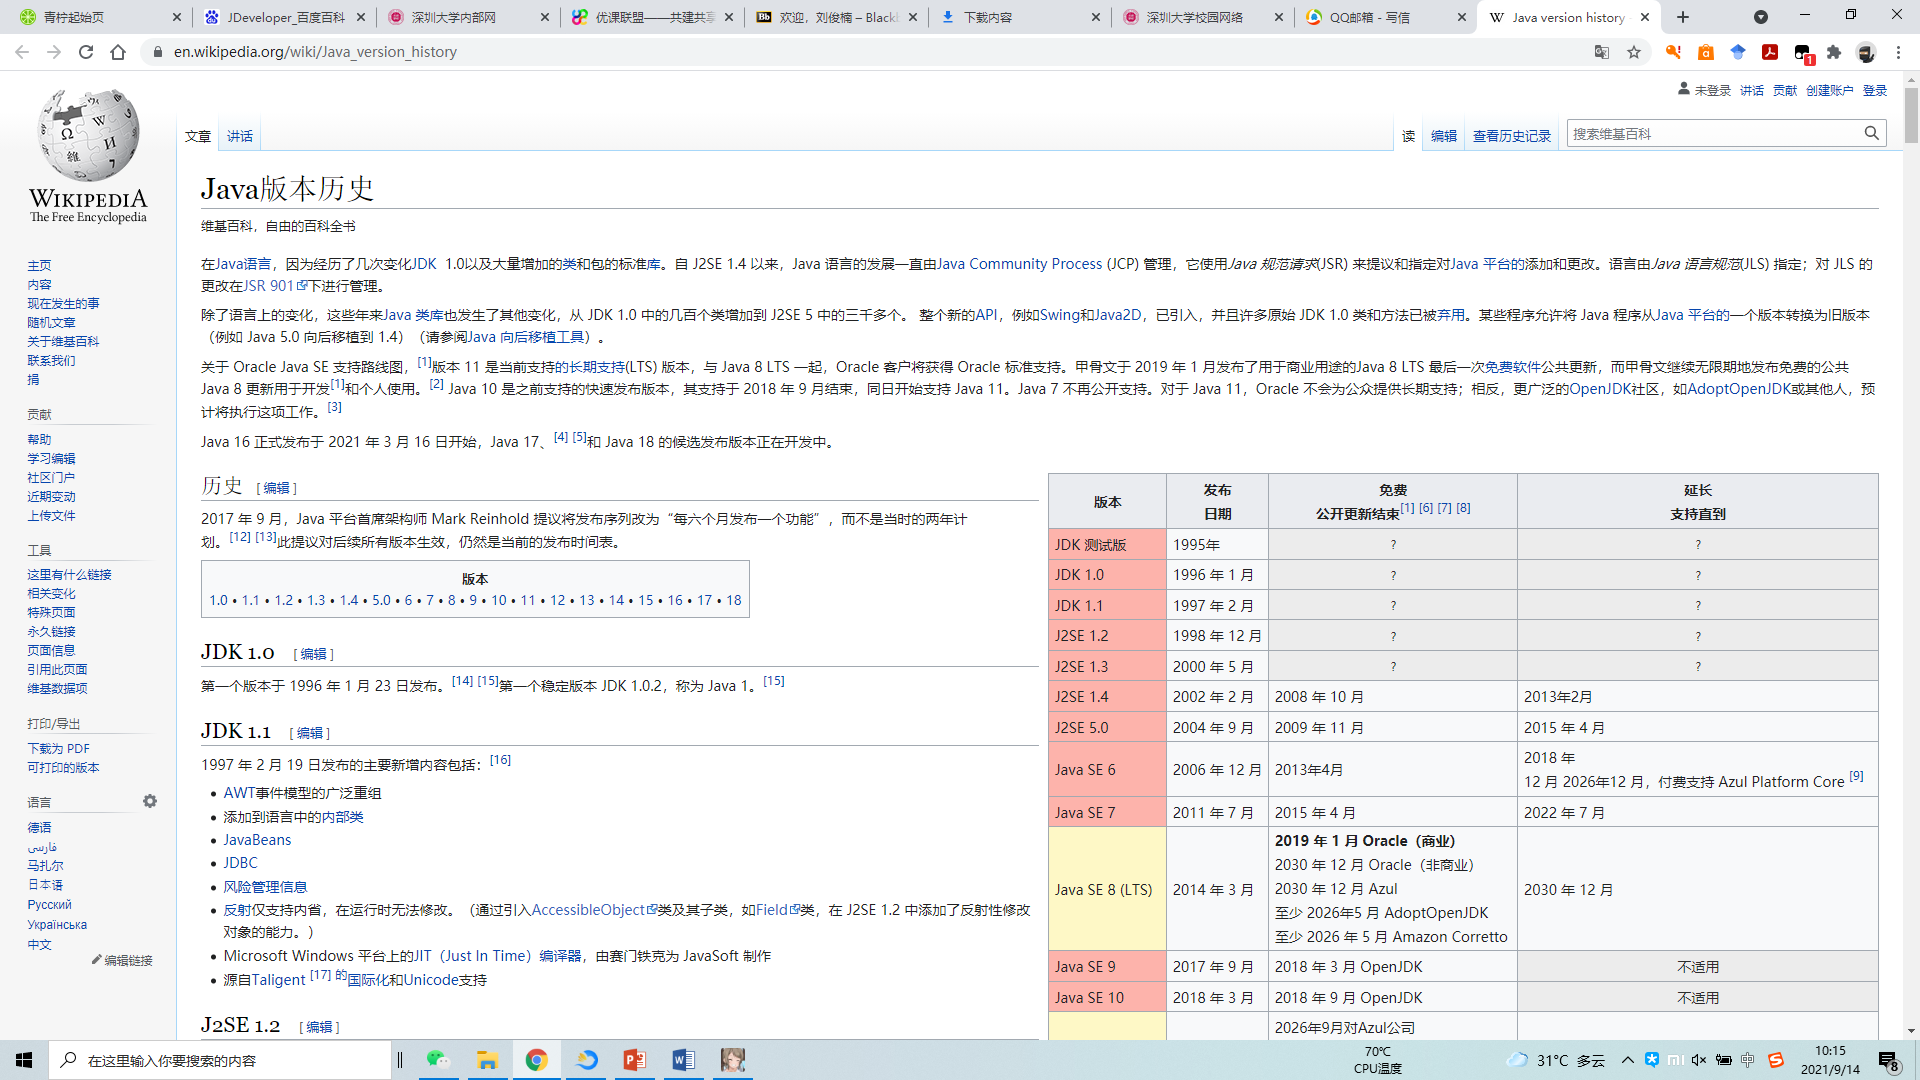 青柠起始页
JDeveloper_百度百科
深圳大学内部网
优课联盟——共建共享
欢迎，刘俊楠 – Blackb
下载内容
深圳大学校园网络
QQ邮箱 - 写信
Java version history
en.wikipedia.org/wiki/Java_version_history
1
未登录 讲话 贡献 创建账户 登录
文章 讲话
读 编辑 查看历史记录 搜索维基百科
WIKIPEDIA
The Free Encyclopedia
主页
内容
现在发生的事
随机文章
关于维基百科
联系我们
捐
贡献
帮助
学习编辑
社区门户
近期变动
上传文件
工具
这里有什么链接
相关变化
特殊页面
永久链接
页面信息
引用此页面
维基数据项
打印/导出
下载为 PDF
可打印的版本
语言
德语
فارسی
马扎尔
日本语
Русский
Українська
中文
编辑链接
Java版本历史
维基百科，自由的百科全书
在Java语言，因为经历了几次变化JDK 1.0以及大量增加的类和包的标准库。自 J2SE 1.4 以来，Java 语言的发展一直由Java Community Process (JCP) 管理，它使用Java 规范请求(JSR) 来提议和指定对Java 平台的添加和更改。语言由Java 语言规范(JLS) 指定；对 JLS 的
更改在JSR 901下进行管理。
除了语言上的变化，这些年来Java 类库也发生了其他变化，从 JDK 1.0 中的几百个类增加到 J2SE 5 中的三千多个。 整个新的API，例如Swing和Java2D，已引入，并且许多原始 JDK 1.0 类和方法已被弃用。某些程序允许将 Java 程序从Java 平台的一个版本转换为旧版本
（例如 Java 5.0 向后移植到 1.4）（请参阅Java 向后移植工具）。
关于 Oracle Java SE 支持路线图，[1]版本 11 是当前支持的长期支持(LTS) 版本，与 Java 8 LTS 一起，Oracle 客户将获得 Oracle 标准支持。甲骨文于 2019 年 1 月发布了用于商业用途的Java 8 LTS 最后一次免费软件公共更新，而甲骨文继续无限期地发布免费的公共
Java 8 更新用于开发[1]和个人使用。[2] Java 10 是之前支持的快速发布版本，其支持于 2018 年 9 月结束，同日开始支持 Java 11。Java 7 不再公开支持。对于 Java 11，Oracle 不会为公众提供长期支持；相反，更广泛的OpenJDK社区，如AdoptOpenJDK或其他人，预
计将执行这项工作。[3]
Java 16 正式发布于 2021 年 3 月 16 日开始，Java 17、[4] [5]和 Java 18 的候选发布版本正在开发中。
历史 [ 编辑 ]
2017 年 9 月，Java 平台首席架构师 Mark Reinhold 提议将发布序列改为“每六个月发布一个功能”，而不是当时的两年计
划。[12] [13]此提议对后续所有版本生效，仍然是当前的发布时间表。
版本
1.0 • 1.1 • 1.2 • 1.3 • 1.4 • 5.0 • 6 • 7 • 8 • 9 • 10 • 11 • 12 • 13 • 14 • 15 • 16 • 17 • 18
JDK 1.0 [ 编辑 ]
第一个版本于 1996 年 1 月 23 日发布。[14] [15]第一个稳定版本 JDK 1.0.2，称为 Java 1。[15]
JDK 1.1 [ 编辑 ]
1997 年 2 月 19 日发布的主要新增内容包括：[16]
• AWT事件模型的广泛重组
• 添加到语言中的内部类
• JavaBeans
• JDBC
• 风险管理信息
• 反射仅支持内省，在运行时无法修改。（通过引入AccessibleObject类及其子类，如Field类，在 J2SE 1.2 中添加了反射性修改
对象的能力。）
• Microsoft Windows 平台上的JIT（Just In Time）编译器，由赛门铁克为 JavaSoft 制作
• 源自Taligent [17] 的国际化和Unicode支持
J2SE 1.2 [ 编辑 ]
版本 发布 日期 免费 公开更新结束[1] [6] [7] [8] 延长 支持直到
JDK 测试版 1995年 ? ?
JDK 1.0 1996 年 1 月 ? ?
JDK 1.1 1997 年 2 月 ? ?
J2SE 1.2 1998 年 12 月 ? ?
J2SE 1.3 2000 年 5 月 ? ?
J2SE 1.4 2002 年 2 月 2008 年 10 月 2013年2月
J2SE 5.0 2004 年 9 月 2009 年 11 月 2015 年 4 月
Java SE 6 2006 年 12 月 2013年4月 2018 年
12 月 2026年12 月，付费支持 Azul Platform Core [9]
Java SE 7 2011 年 7 月 2015 年 4 月 2022 年 7 月
Java SE 8 (LTS) 2014 年 3 月 2019 年 1 月 Oracle（商业）
2030 年 12 月 Oracle（非商业）
2030 年 12 月 Azul
至少 2026年5 月 AdoptOpenJDK
至少 2026 年 5 月 Amazon Corretto
2030 年 12 月
Java SE 9 2017 年 9 月 2018 年 3 月 OpenJDK 不适用
Java SE 10 2018 年 3 月 2018 年 9 月 OpenJDK 不适用
2026年9月对Azul公司
在这里输入你要搜索的内容
70℃
CPU温度
31°C 多云
中
10:15
2021/9/14
8